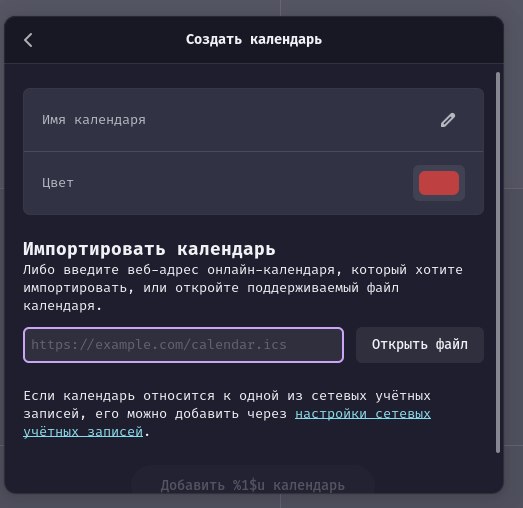 Создать календарь
Имя календаря
Цвет
Импортировать календарь
Либо введите веб-адрес онлайн-календаря, который хотите
импортировать, или откройте поддерживаемый файл
календаря.
https://example.com/calendar.ics
Открыть файл
Если календарь относится к одной из сетевых учётных
записей, его можно добавить через настройки сетевых
учётных записей.
Добавить %1$u календарь